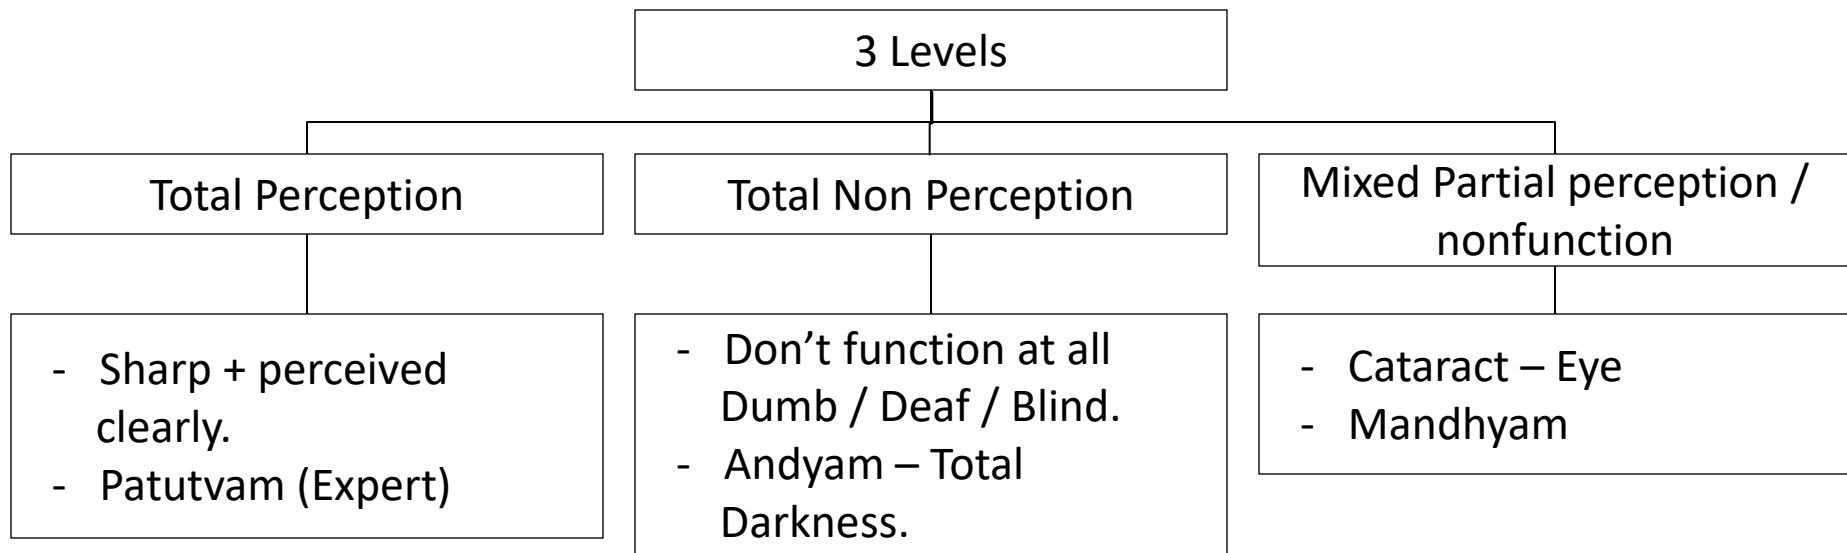 3 Levels
Total Perception
Total Non Perception
Mixed Partial perception /
nonfunction
- Sharp + perceived
clearly.
- Patutvam (Expert)
- Don’t function at all
Dumb / Deaf / Blind.
- Andyam – Total
Darkness.
- Cataract – Eye
- Mandhyam